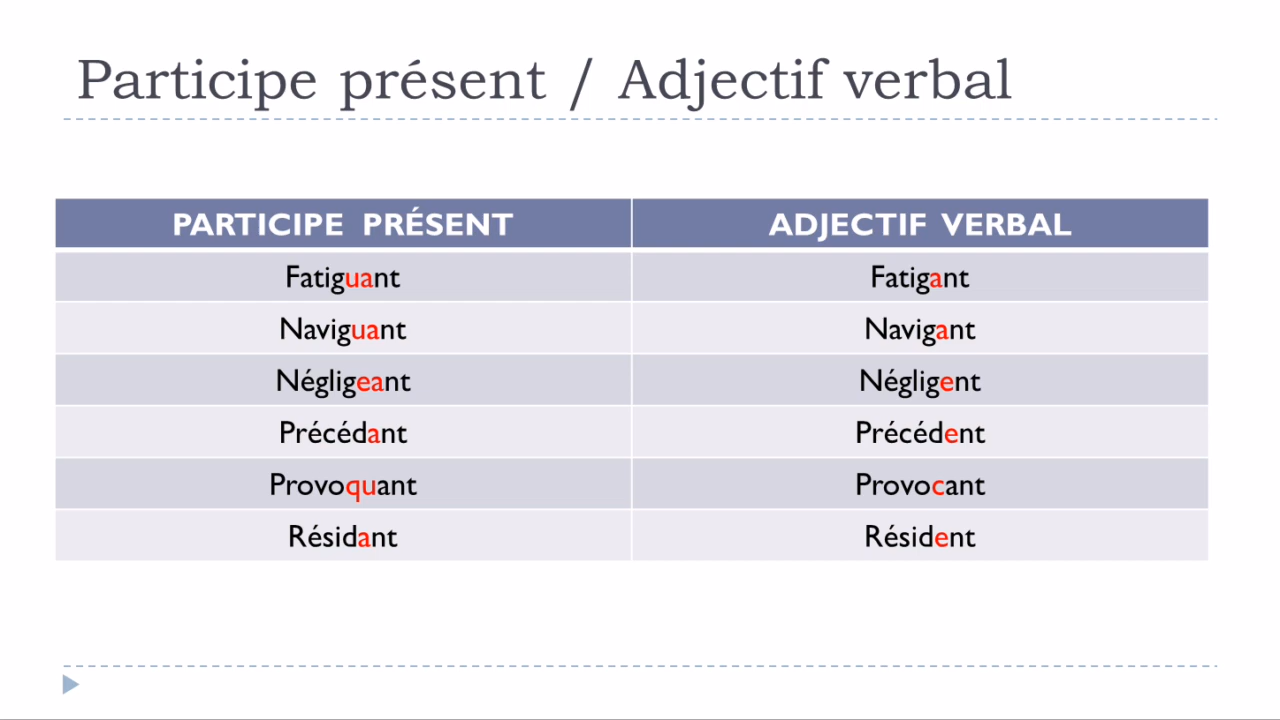 Participe présent / Adjectif verbal
PARTICIPE PRÉSENT ADJECTIF VERBAL
Fatiguant Fatigant
Naviguant Navigant
Négligeant Négligent
Précédant Précédent
Provoquant Provocant
Résidant Résident